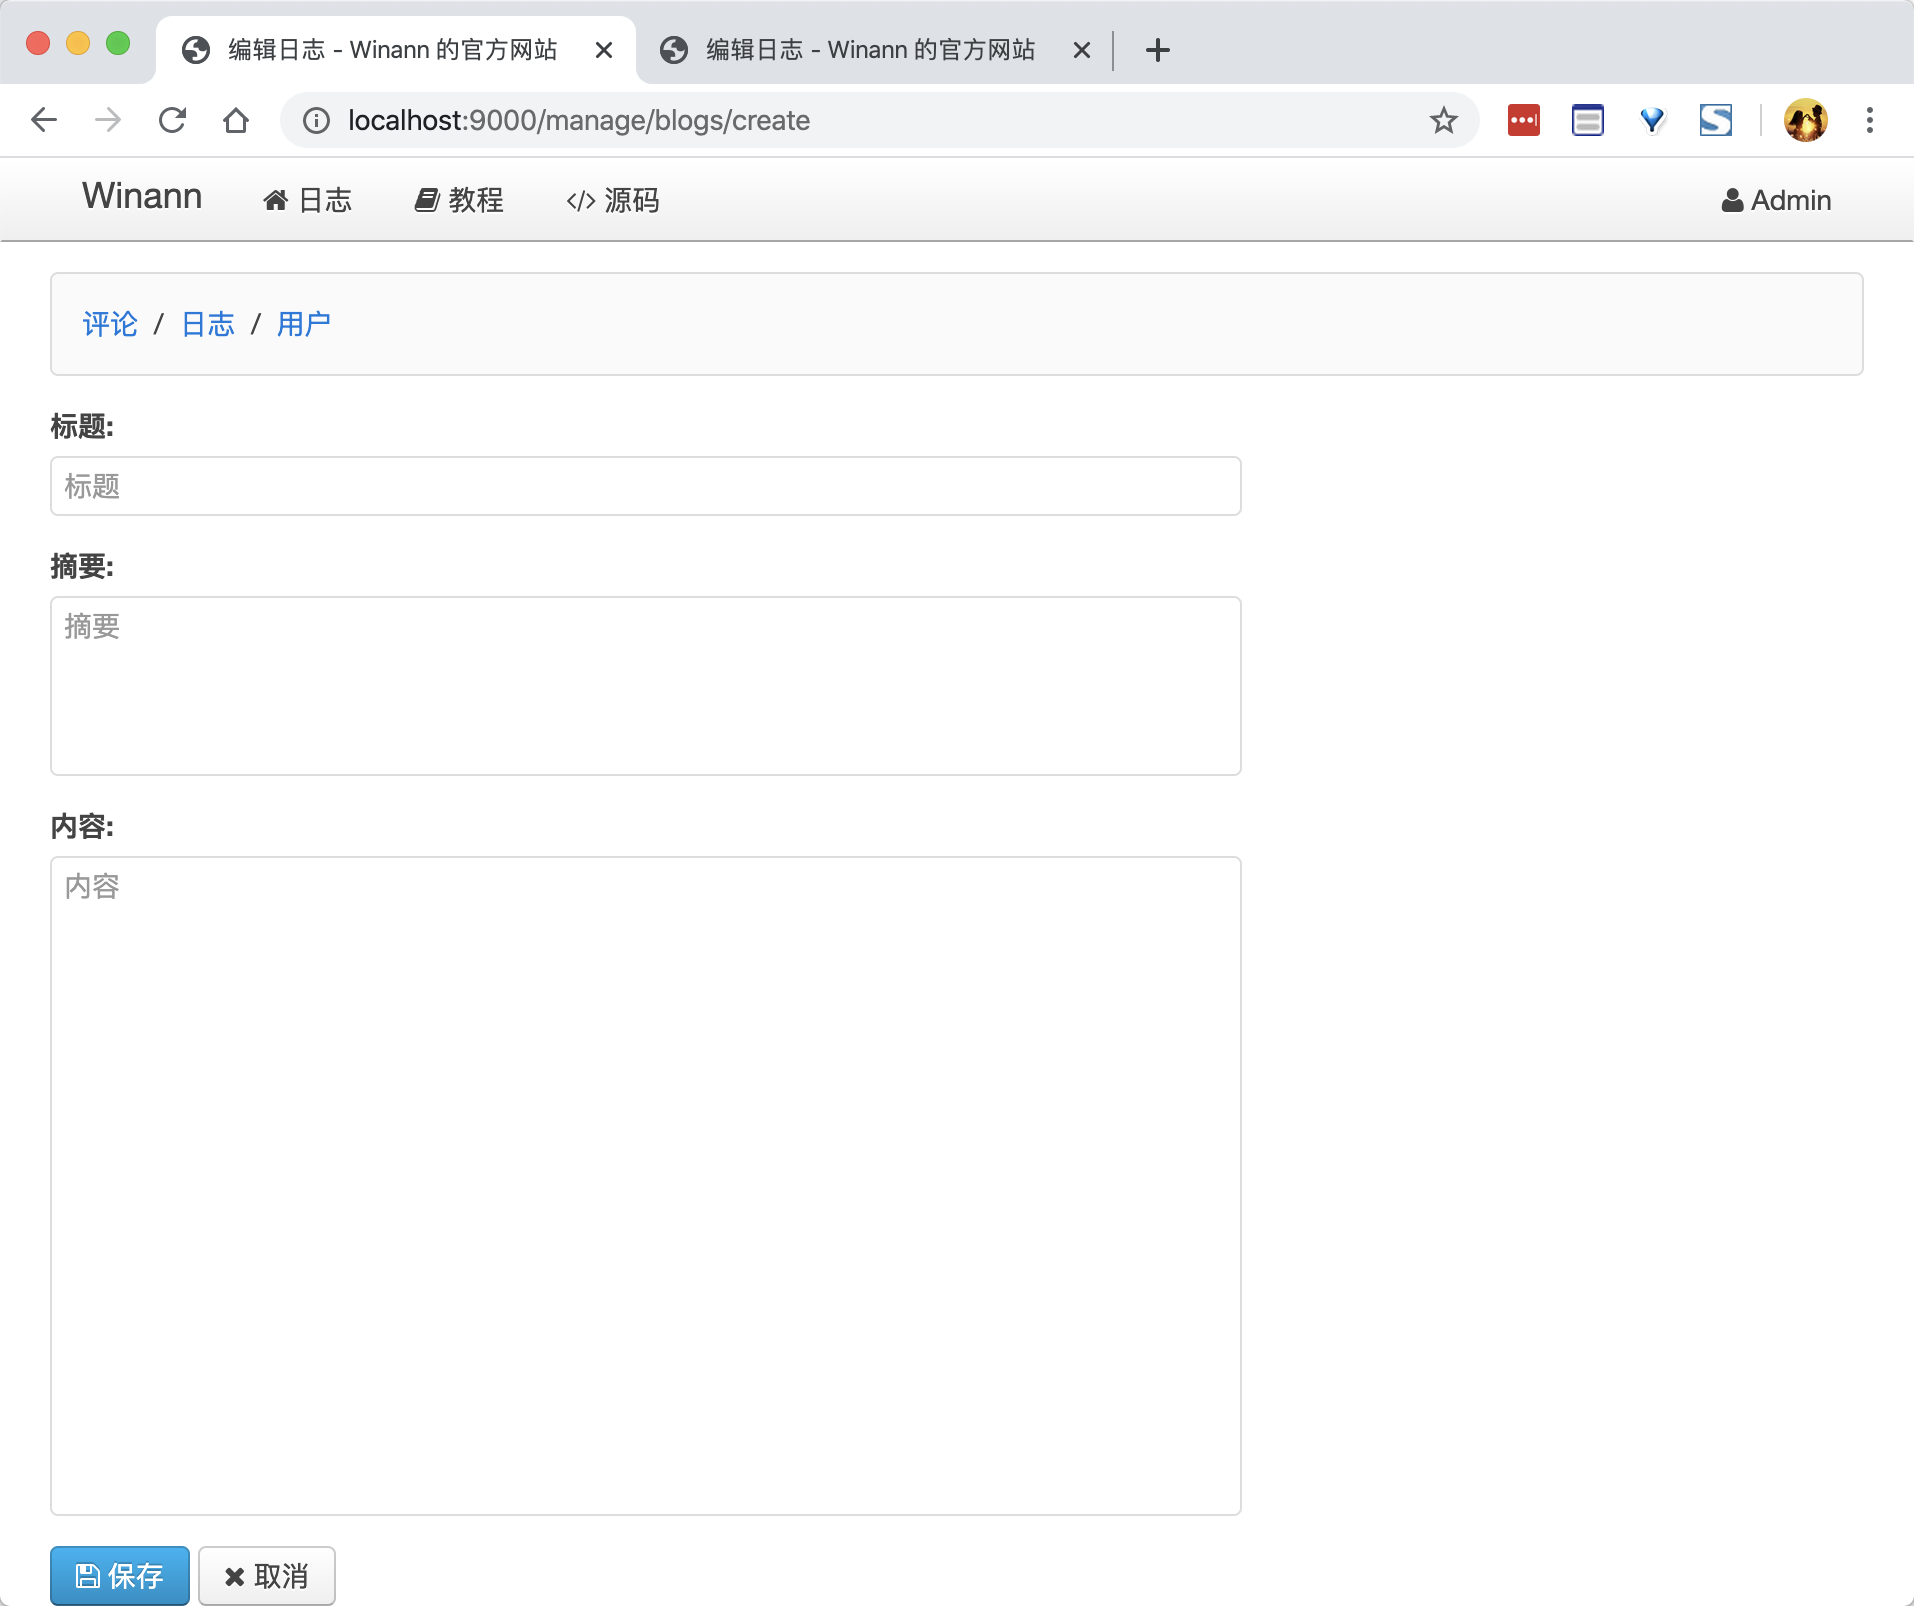 编辑日志 - Winann 的官方网站
编辑日志 - Winann 的官方网站
localhost:9000/manage/blogs/create
Winann 日志 教程 源码 Admin
评论 / 日志 / 用户
标题:
标题
摘要:
摘要
内容:
内容
保存 取消